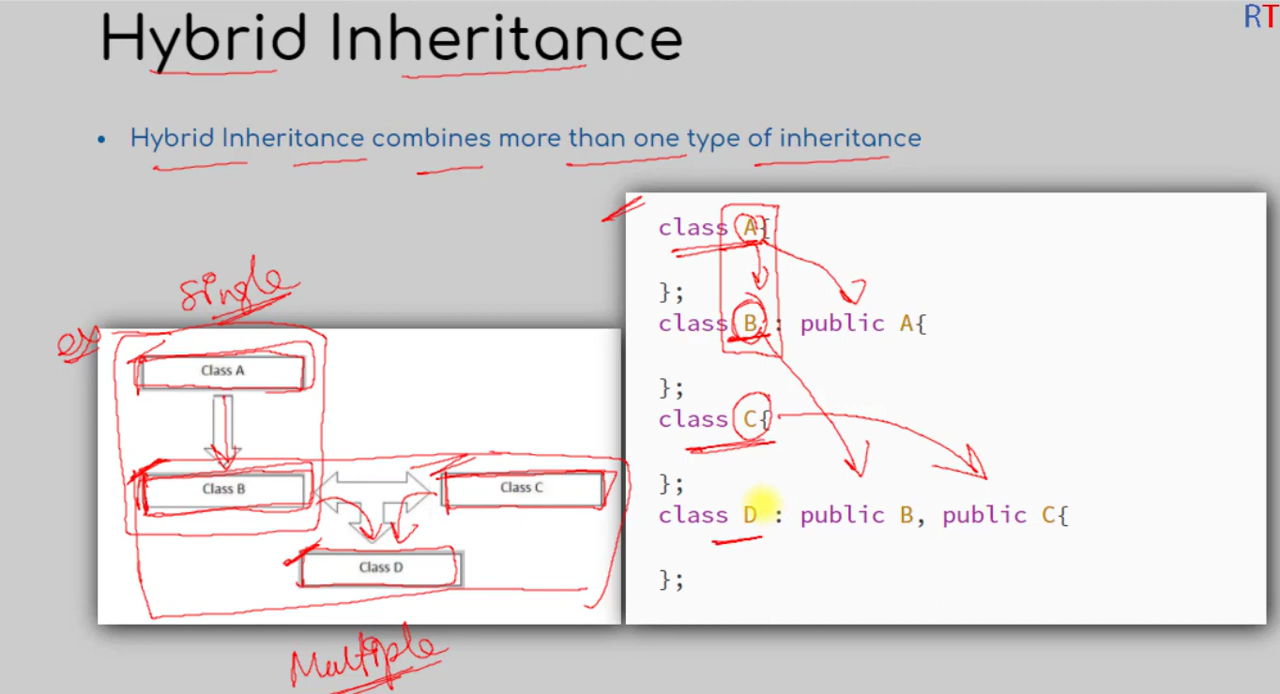 RT
Hybrid Inheritance
• Hybrid Inheritance combines more than one type of inheritance
Single
ex
Class A
Class B
Class C
Class D
Multiple
class A{
};
class B : public A{
};
class C{
};
class D : public B, public C{
};